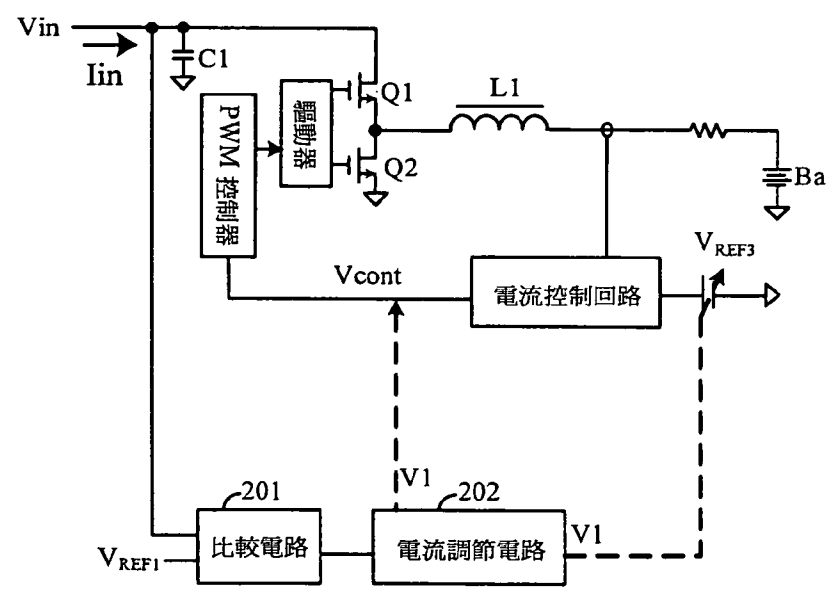 Vin
Iin
C1
PWM 控制器
驅動器
Q1
Q2
L1
Ba
VREF3
Vcont
電流控制回路
V1
201
比較電路
VREF1
202
電流調節電路
V1